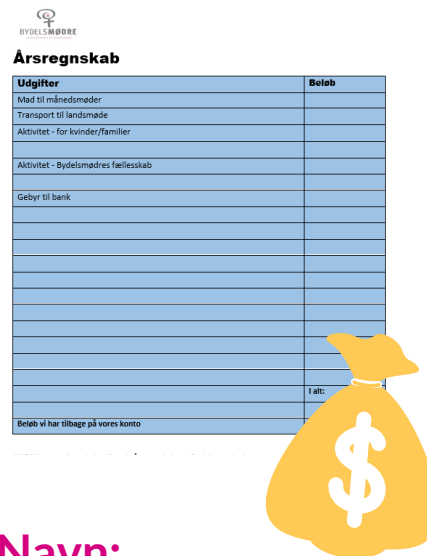 BYDELSMØDRE
Årsregnskab
Udgifter Beløb
Mad til månedsmøder
Transport til landsmøde
Aktivitet - for kvinder/familier
Aktivitet - Bydelsmødres fællesskab
Gebyr til bank
I alt:
Beløb vi har tilbage på vores konto
$
Navn: